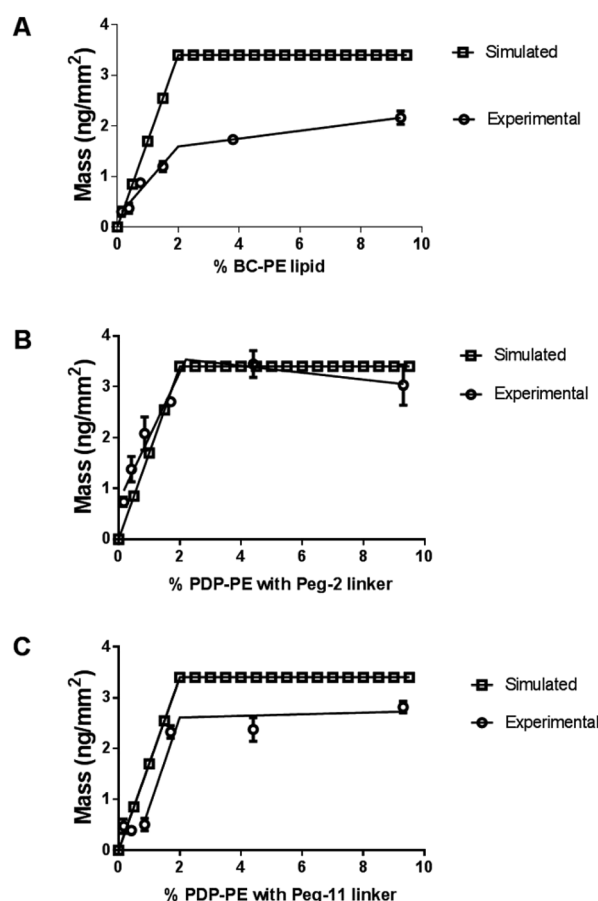 A
Mass (ng/mm²)
4
3
2
1
0
0 2 4 6 8 10
% BC-PE lipid
Simulated
Experimental
B
Mass (ng/mm²)
4
3
2
1
0
0 2 4 6 8 10
% PDP-PE with Peg-2 linker
Simulated
Experimental
C
Mass (ng/mm²)
4
3
2
1
0
0 2 4 6 8 10
% PDP-PE with Peg-11 linker
Simulated
Experimental